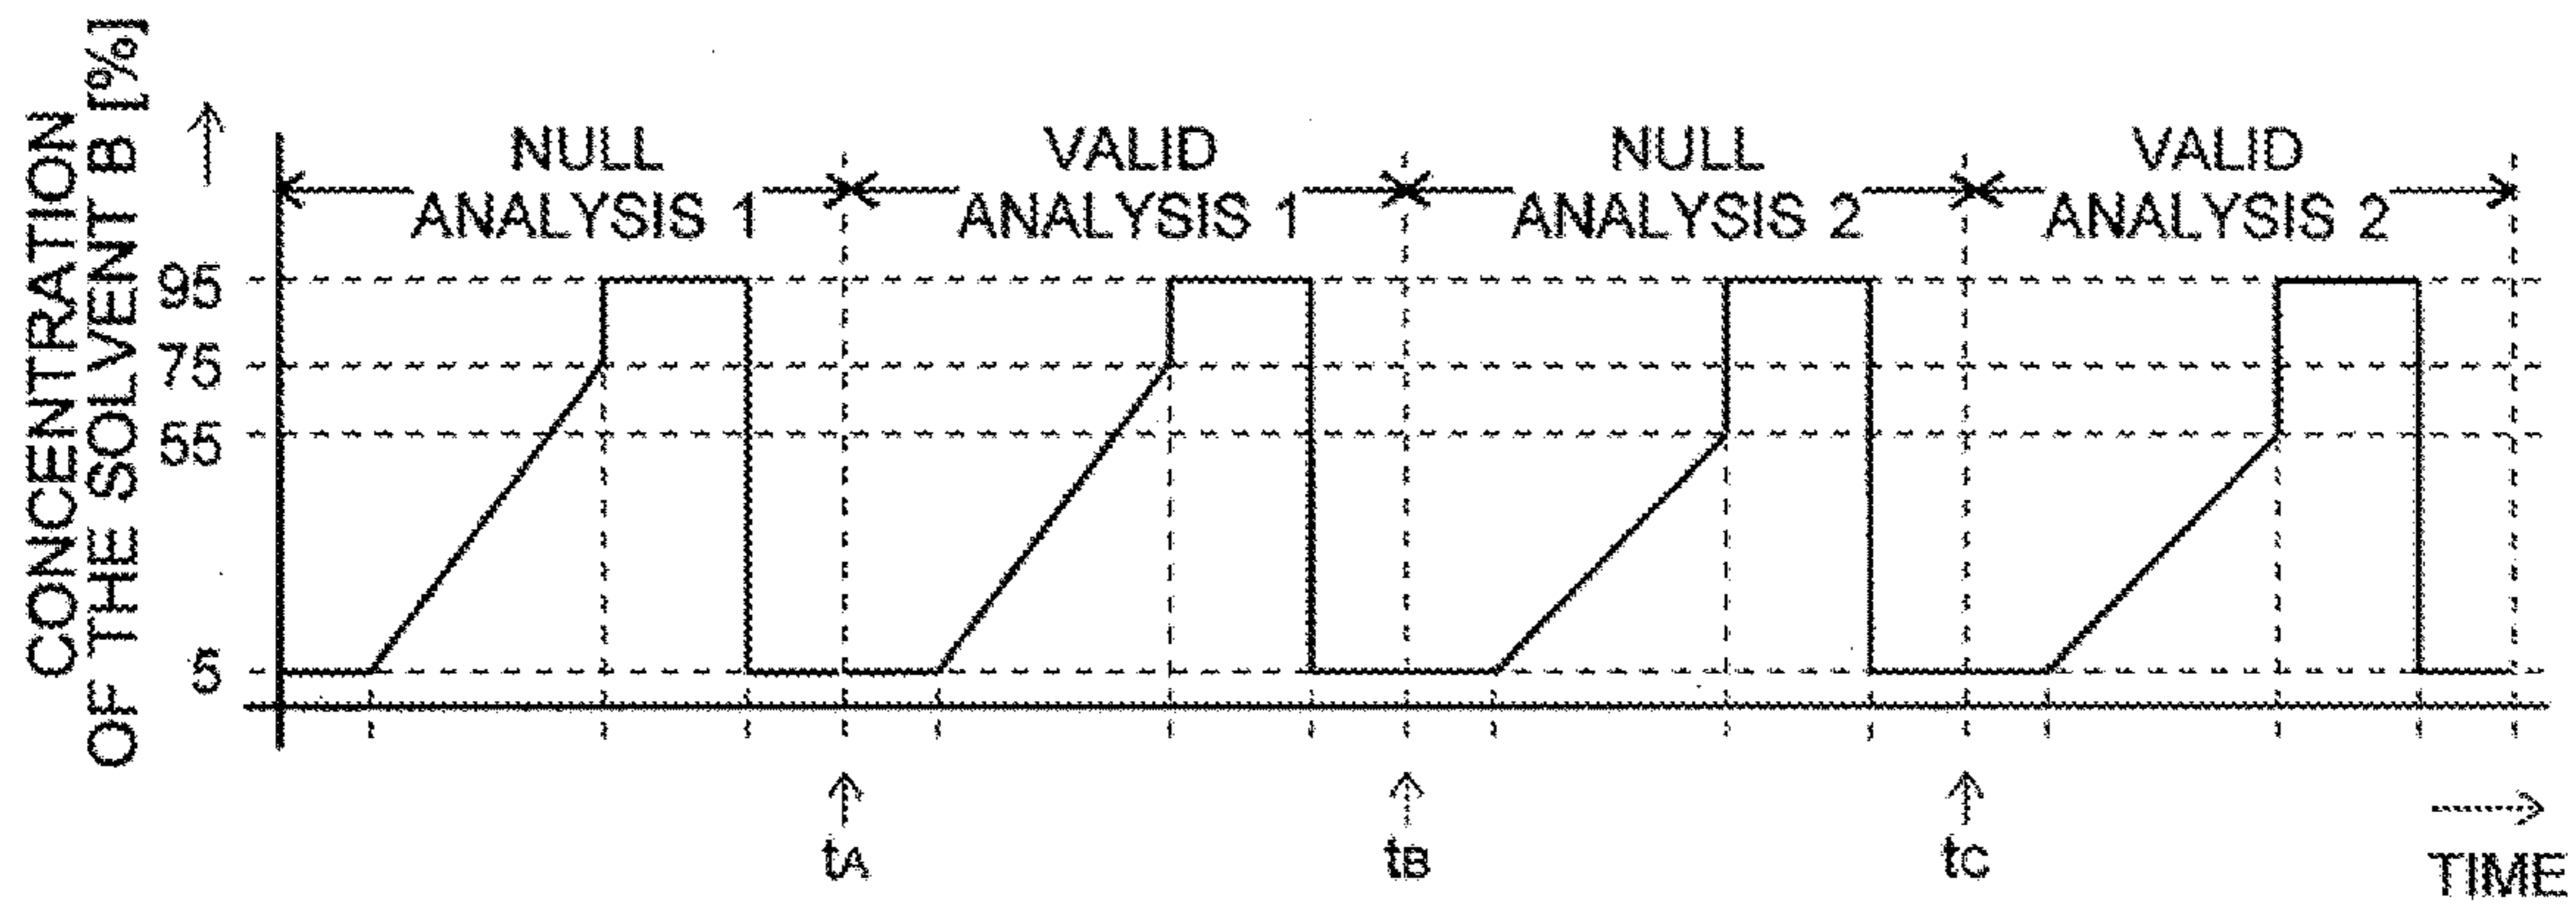 CONCENTRATION
OF THE SOLVENT B [%]
NULL
ANALYSIS 1
VALID
ANALYSIS 1
NULL
ANALYSIS 2
VALID
ANALYSIS 2
95
75
55
5
tA
tB
tC
TIME